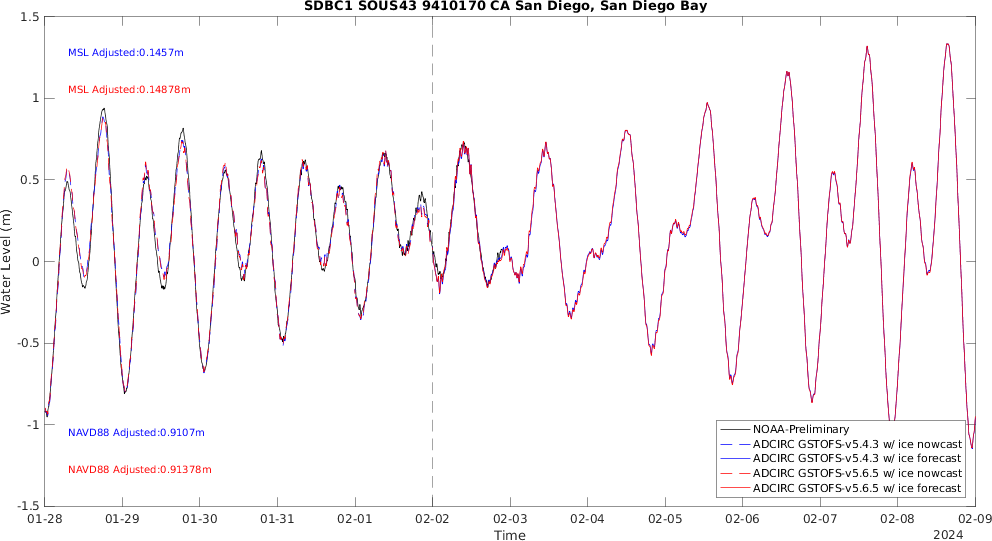 SDBC1 SOUS43 9410170 CA San Diego, San Diego Bay
1.5
MSL Adjusted:0.1457m
MSL Adjusted:0.14878m
1
0.5
0
-0.5
-1
-1.5
Water Level (m)
NAVD88 Adjusted:0.9107m
NAVD88 Adjusted:0.91378m
NOAA-Preliminary
ADCIRC GSTOFS-v5.4.3 w/ ice nowcast
ADCIRC GSTOFS-v5.4.3 w/ ice forecast
ADCIRC GSTOFS-v5.6.5 w/ ice nowcast
ADCIRC GSTOFS-v5.6.5 w/ ice forecast
01-28 01-29 01-30 01-31 02-01 02-02 02-03 02-04 02-05 02-06 02-07 02-08 02-09
Time
2024